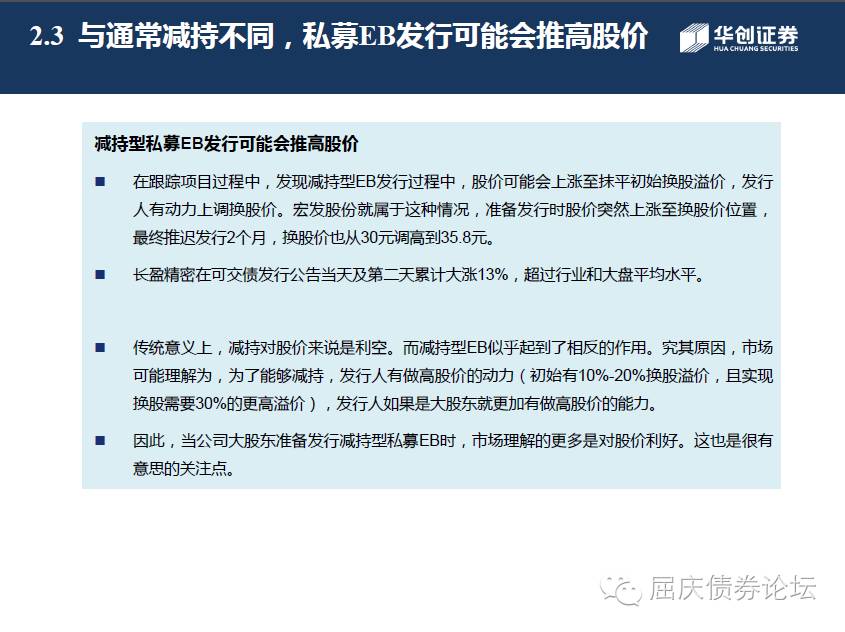 2.3 与通常减持不同，私募EB发行可能会推高股价
华创证券
HUA CHUANG SECURITIES
减持型私募EB发行可能会推高股价
■ 在跟踪项目过程中，发现减持型EB发行过程中，股价可能会上涨至抹平初始换股溢价，发行
人有动力上调换股价。宏发股份就属于这种情况，准备发行时股价突然上涨至换股价位置，
最终推迟发行2个月，换股价也从30元调高到35.8元。
■ 长盈精密在可交债发行公告当天及第二天累计大涨13%，超过行业和大盘平均水平。
■ 传统意义上，减持对股价来说是利空。而减持型EB似乎起到了相反的作用。究其原因，市场
可能理解为，为了能够减持，发行人有做高股价的动力（初始有10%-20%换股溢价，且实现
换股需要30%的更高溢价），发行人如果是大股东就更加有做高股价的能力。
■ 因此，当公司大股东准备发行减持型私募EB时，市场理解的更多是对股价利好。这也是很有
意思的关注点。
屈庆债券论坛